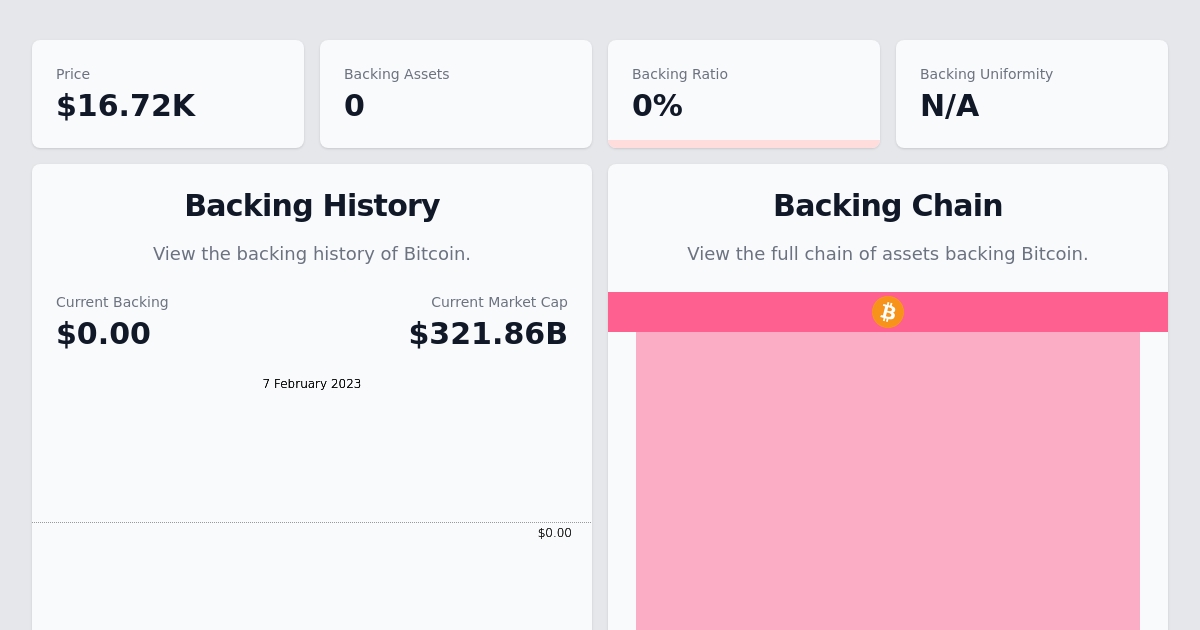 Price
$16.72K
Backing Assets
0
Backing Ratio
0%
Backing Uniformity
N/A
Backing History
View the backing history of Bitcoin.
Current Backing
$0.00
Current Market Cap
$321.86B
7 February 2023
$0.00
Backing Chain
View the full chain of assets backing Bitcoin.